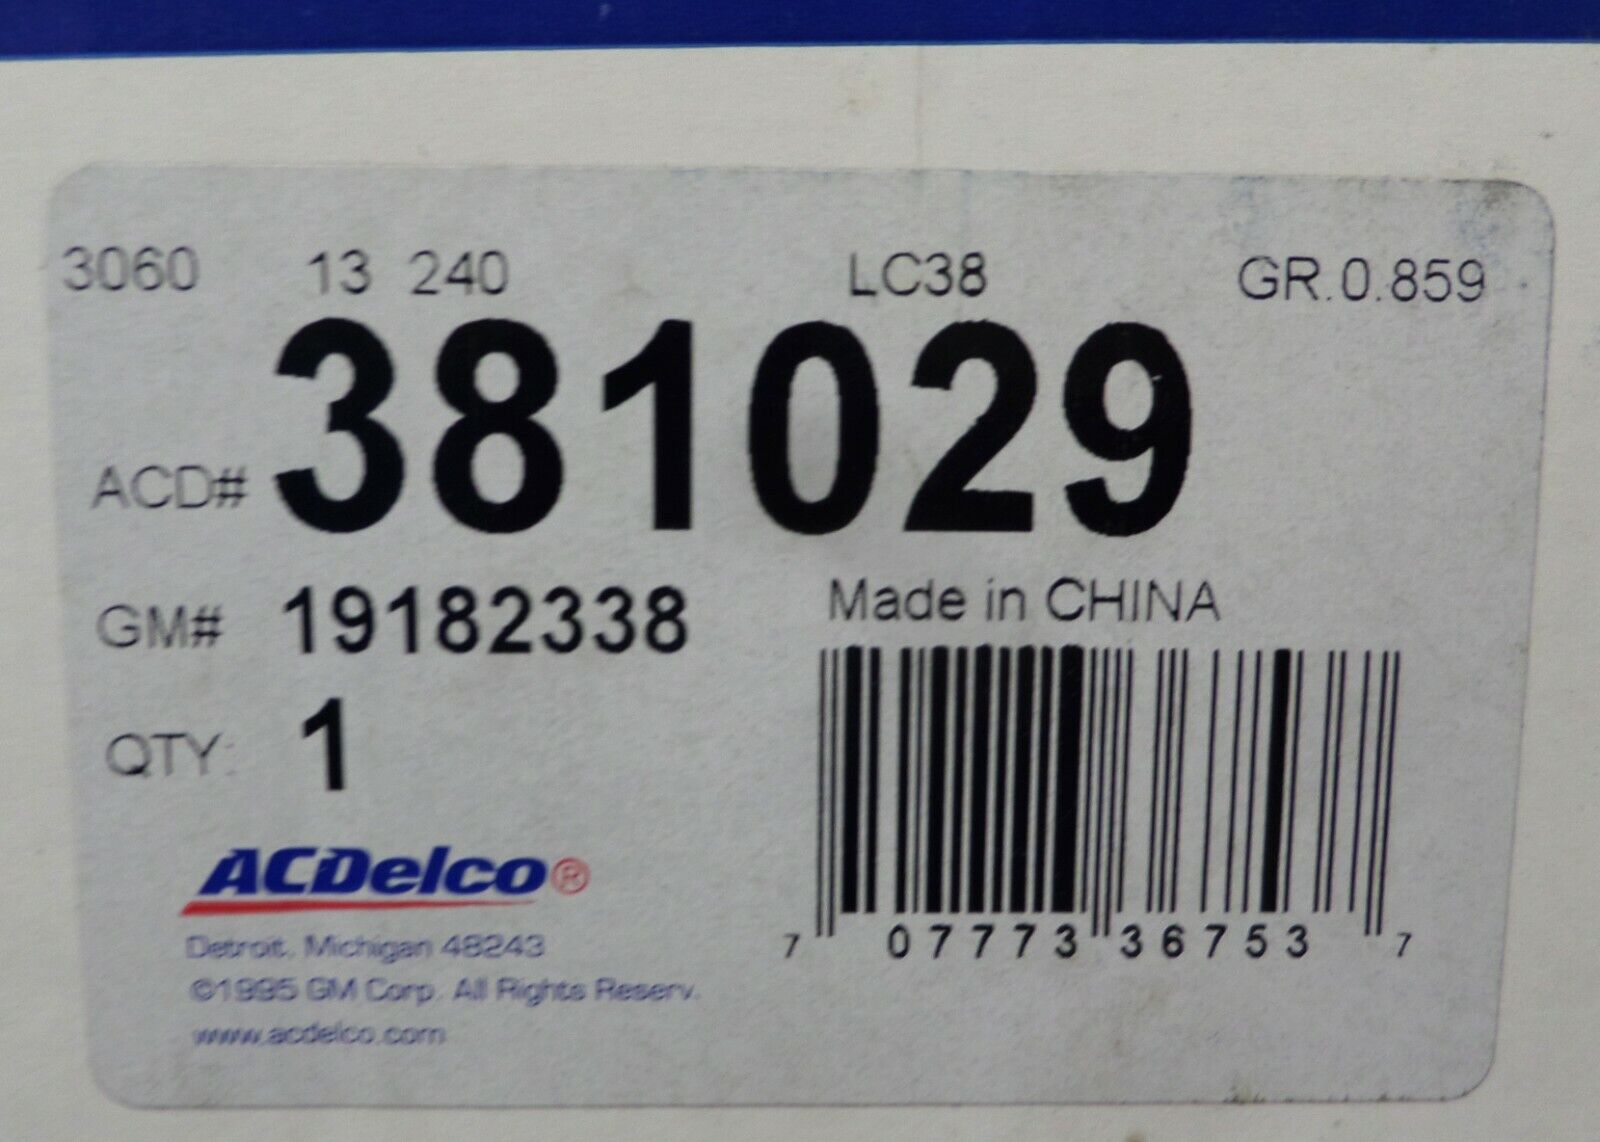 3060 13 240 LC38 GR.0.859
ACD# 381029
GM# 19182338
Made in CHINA
QTY: 1
ACDelco®
Detroit, Michigan 48243
©1995 GM Corp. All Rights Reserv.
www.acdelco.com
7 07773 36753 7